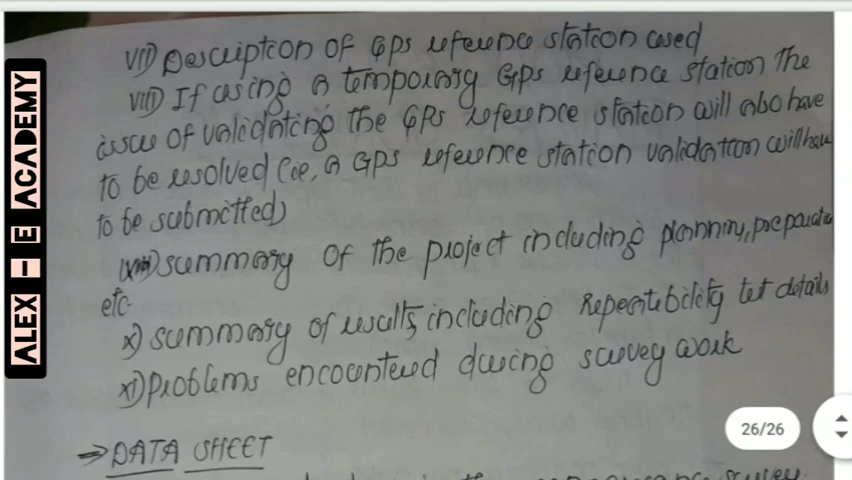 ALEX - E ACADEMY
VII) Description of GPS reference station used
VIII) If using a temporary GPS reference station the
issue of validating the GPS reference station will also have
to be resolved (ie, a GPS reference station validation will have
to be submitted)
summary of the project including planning, preparation
etc.
X) summary of results, including Repeatibility test details
XI) Problems encountered during survey work
26/26
→ DATA SHEET
survey.